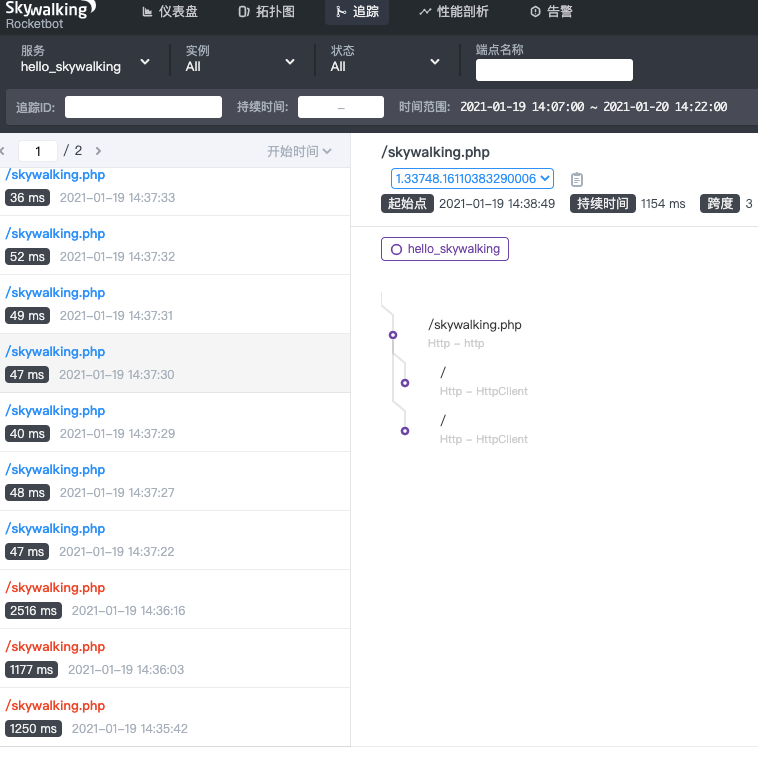 Skywalking
Rocketbot
仪表盘
拓扑图
追踪
性能剖析
告警
服务
hello_skywalking
实例
All
状态
All
端点名称
追踪ID:
持续时间: –
时间范围: 2021-01-19 14:07:00 ~ 2021-01-20 14:22:00
1 / 2
开始时间
/skywalking.php
36 ms 2021-01-19 14:37:33
/skywalking.php
52 ms 2021-01-19 14:37:32
/skywalking.php
49 ms 2021-01-19 14:37:31
/skywalking.php
47 ms 2021-01-19 14:37:30
/skywalking.php
40 ms 2021-01-19 14:37:29
/skywalking.php
48 ms 2021-01-19 14:37:27
/skywalking.php
47 ms 2021-01-19 14:37:22
/skywalking.php
2516 ms 2021-01-19 14:36:16
/skywalking.php
1177 ms 2021-01-19 14:36:03
/skywalking.php
1250 ms 2021-01-19 14:35:42
/skywalking.php
1.33748.16110383290006
起始点 2021-01-19 14:38:49 持续时间 1154 ms 跨度 3
hello_skywalking
/skywalking.php
Http - http
/
Http - HttpClient
/
Http - HttpClient